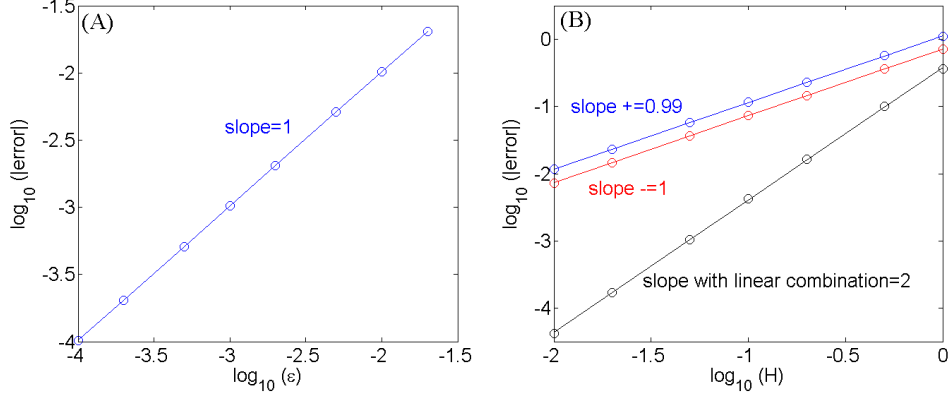 (A)
-1.5
-2
-2.5
-3
-3.5
-4
log10 (|error|)
slope=1
-4
-3.5
-3
-2.5
-2
-1.5
log10 (ε)
(B)
0
-1
-2
-3
-4
log10 (|error|)
slope +=0.99
slope -=1
slope with linear combination=2
-2
-1.5
-1
-0.5
0
log10 (H)